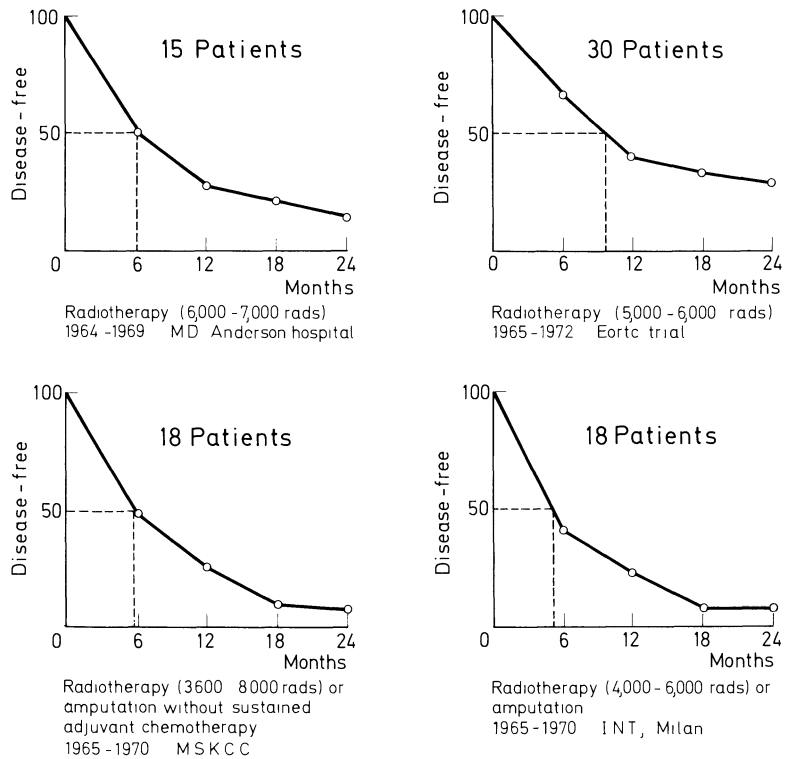 100
15 Patients
50
Disease-free
0 6 12 18 24
Months
Radiotherapy (6,000-7,000 rads)
1964-1969 MD Anderson hospital
100
30 Patients
50
Disease-free
0 6 12 18 24
Months
Radiotherapy (5,000-6,000 rads)
1965-1972 Eortc trial
100
18 Patients
50
Disease-free
0 6 12 18 24
Months
Radiotherapy (3600 8000 rads) or
amputation without sustained
adjuvant chemotherapy
1965-1970 MSKCC
100
18 Patients
50
Disease-free
0 6 12 18 24
Months
Radiotherapy (4,000-6,000 rads) or
amputation
1965-1970 INT, Milan